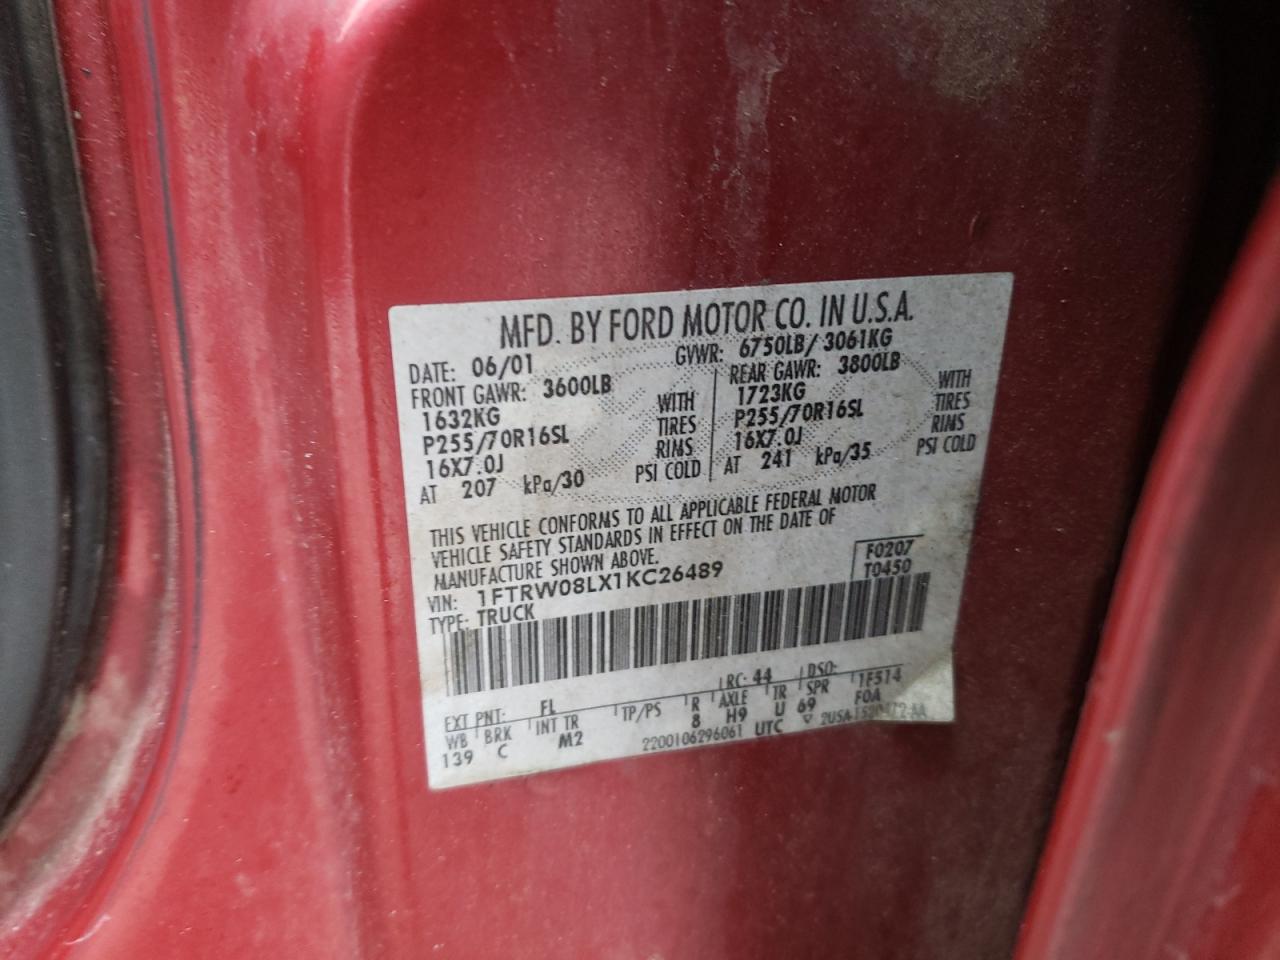 MFD. BY FORD MOTOR CO. IN U.S.A.
DATE: 06/01 GVWR: 6750LB/ 3061KG
FRONT GAWR: 3600LB REAR GAWR: 3800LB
1632KG WITH 1723KG WITH
P255/70R16SL TIRES P255/70R16SL TIRES
16X7.0J RIMS 16X7.0J RIMS
AT 207 kPa/30 PSI COLD AT 241 kPa/35 PSI COLD
THIS VEHICLE CONFORMS TO ALL APPLICABLE FEDERAL MOTOR
VEHICLE SAFETY STANDARDS IN EFFECT ON THE DATE OF
MANUFACTURE SHOWN ABOVE.
F0207
VIN: 1FTRW08LX1KC26489 T0450
TYPE: TRUCK
EXT PNT: FL RC: 44 DSO:
WB BRK INT TR TP/PS R AXLE TR SPR 1F514
139 C M2 8 H9 U 69 FOA
2200106296061 UTC